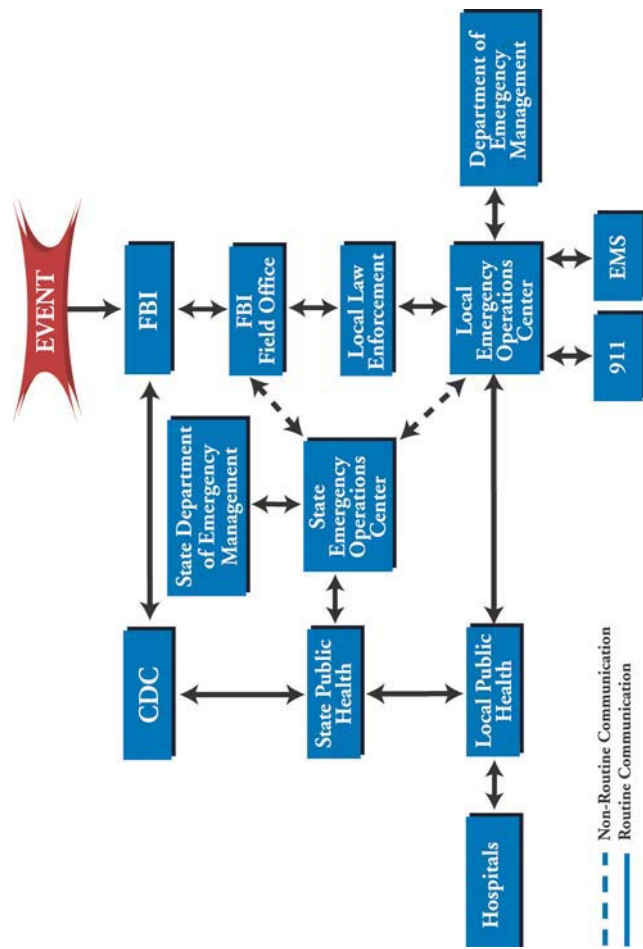 EVENT
CDC
FBI
State Department
of Emergency
Management
FBI
Field Office
State Public
Health
State
Emergency
Operations
Center
Local Law
Enforcement
Hospitals
Local Public
Health
Local
Emergency
Operations
Center
Department of
Emergency
Management
911
EMS
Non-Routine Communication
Routine Communication